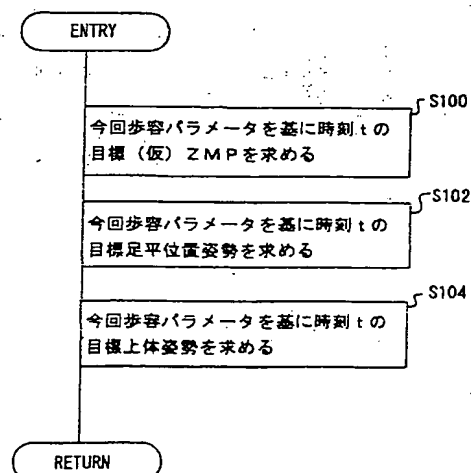 ENTRY
S100
今回歩容パラメータを基に時刻tの
目標(仮)ZMPを求める
S102
今回歩容パラメータを基に時刻tの
目標足平位置姿勢を求める
S104
今回歩容パラメータを基に時刻tの
目標上体姿勢を求める
RETURN